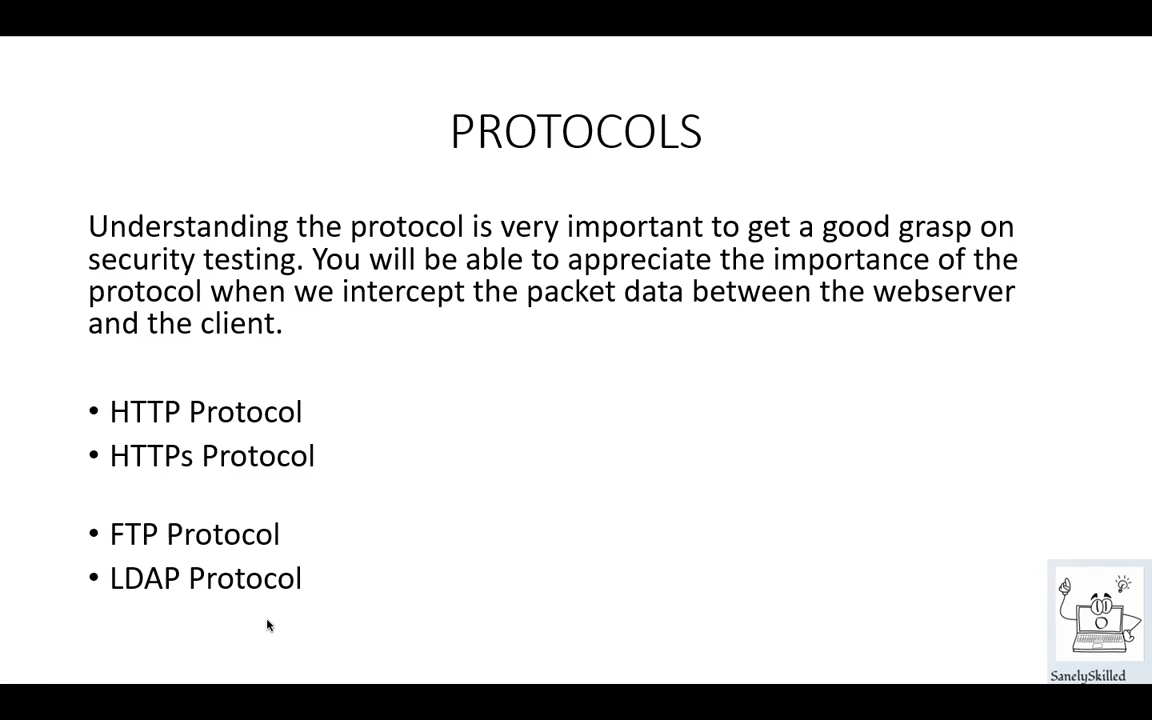 PROTOCOLS
Understanding the protocol is very important to get a good grasp on
security testing. You will be able to appreciate the importance of the
protocol when we intercept the packet data between the webserver
and the client.
• HTTP Protocol
• HTTPs Protocol
• FTP Protocol
• LDAP Protocol
SanelySkilled